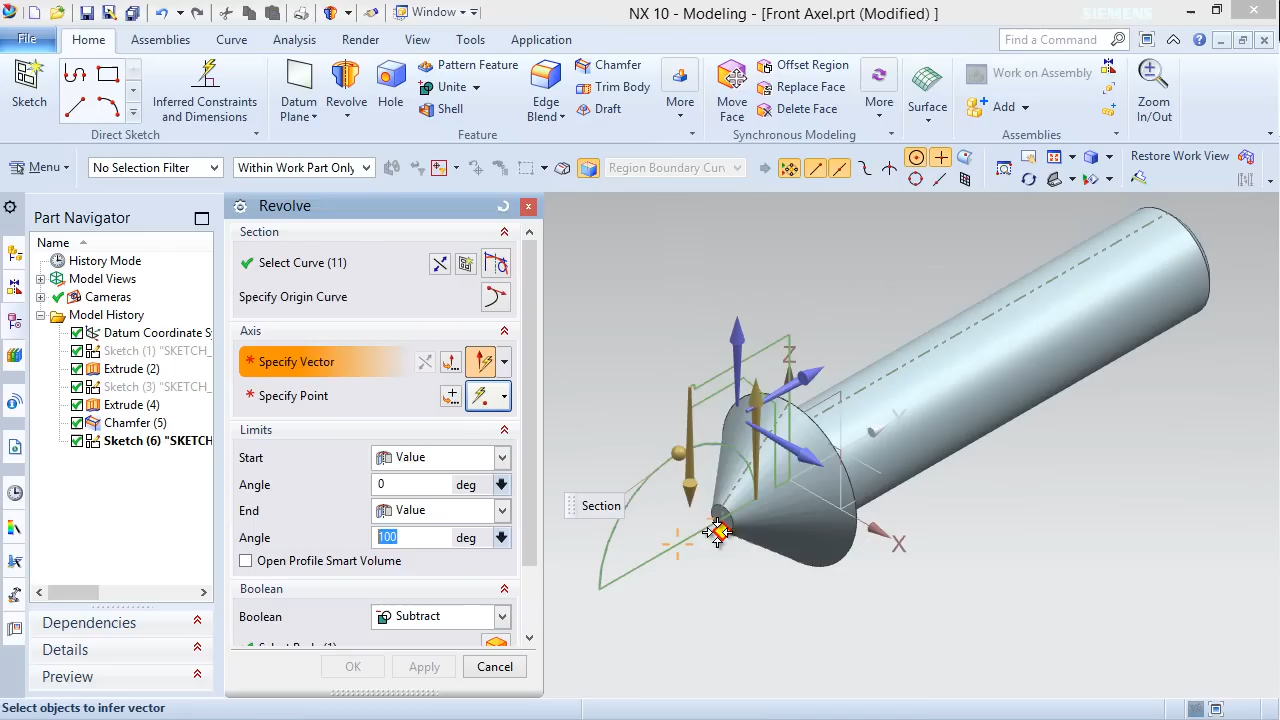 NX 10 - Modeling - [Front Axel.prt (Modified) ]
SIEMENS
Window
File
Home
Assemblies
Curve
Analysis
Render
View
Tools
Application
Find a Command
Sketch
Direct Sketch
Inferred Constraints
and Dimensions
Datum
Plane
Revolve
Hole
Pattern Feature
Unite
Shell
Feature
Edge
Blend
Chamfer
Trim Body
Draft
More
Move
Face
Offset Region
Replace Face
Delete Face
Synchronous Modeling
More
Surface
Work on Assembly
Add
Assemblies
Zoom
In/Out
Menu
No Selection Filter
Within Work Part Only
Region Boundary Cur
Restore Work View
Part Navigator
Name
History Mode
Model Views
Cameras
Model History
Datum Coordinate S
Sketch (1) "SKETCH_
Extrude (2)
Sketch (3) "SKETCH_
Extrude (4)
Chamfer (5)
Sketch (6) "SKETCH
Dependencies
Details
Preview
Revolve
Section
Select Curve (11)
Specify Origin Curve
Axis
* Specify Vector
* Specify Point
Limits
Start
Value
Angle
0
deg
End
Value
Angle
100
deg
Open Profile Smart Volume
Boolean
Boolean
Subtract
OK
Apply
Cancel
Section
Z
Y
X
Select objects to infer vector